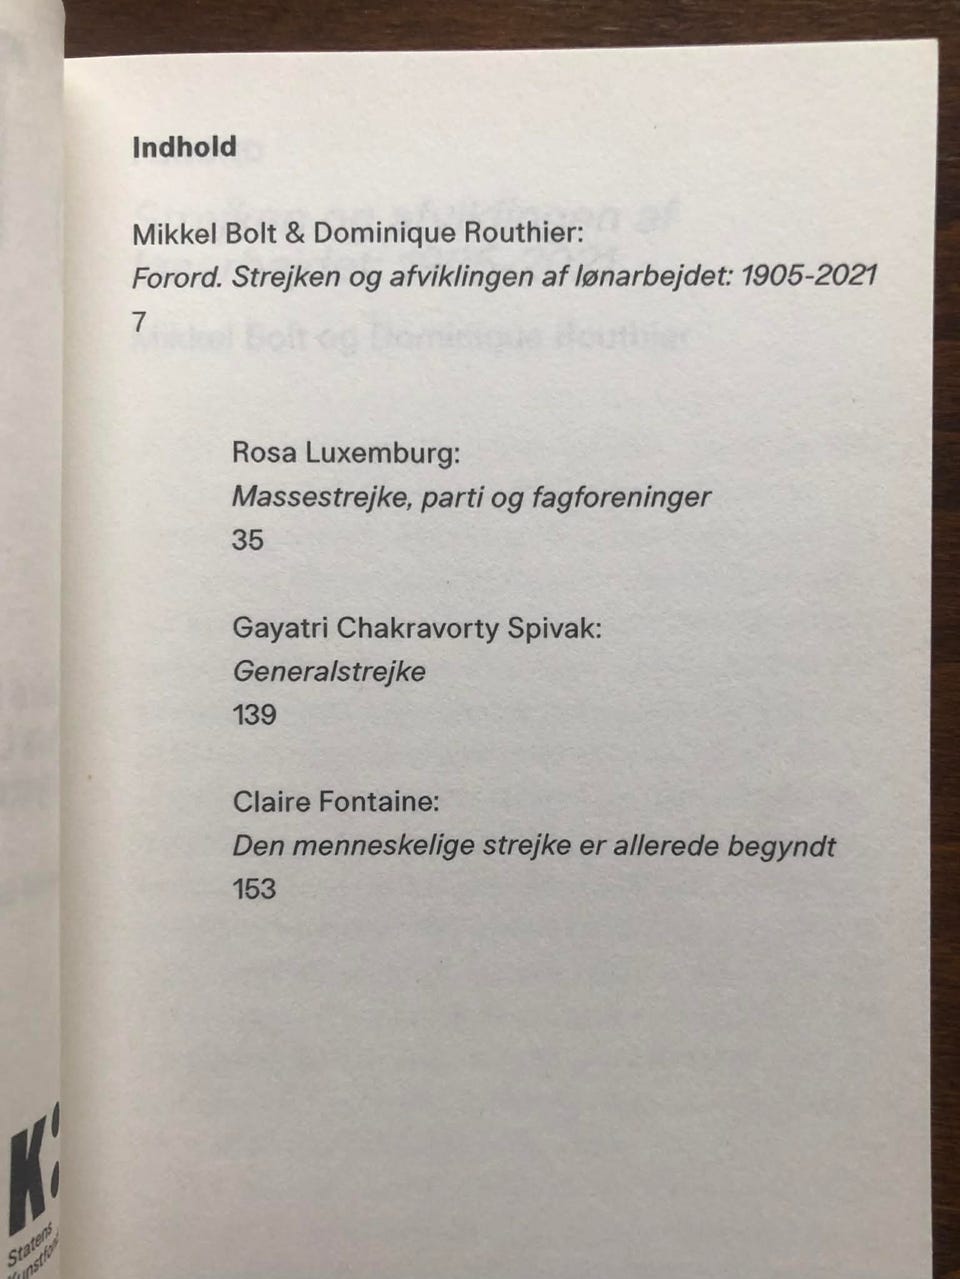 Indhold
Mikkel Bolt & Dominique Routhier:
Forord. Strejken og afviklingen af lønarbejdet: 1905-2021
7
Rosa Luxemburg:
Massestrejke, parti og fagforeninger
35
Gayatri Chakravorty Spivak:
Generalstrejke
139
Claire Fontaine:
Den menneskelige strejke er allerede begyndt
153
K:
Statens